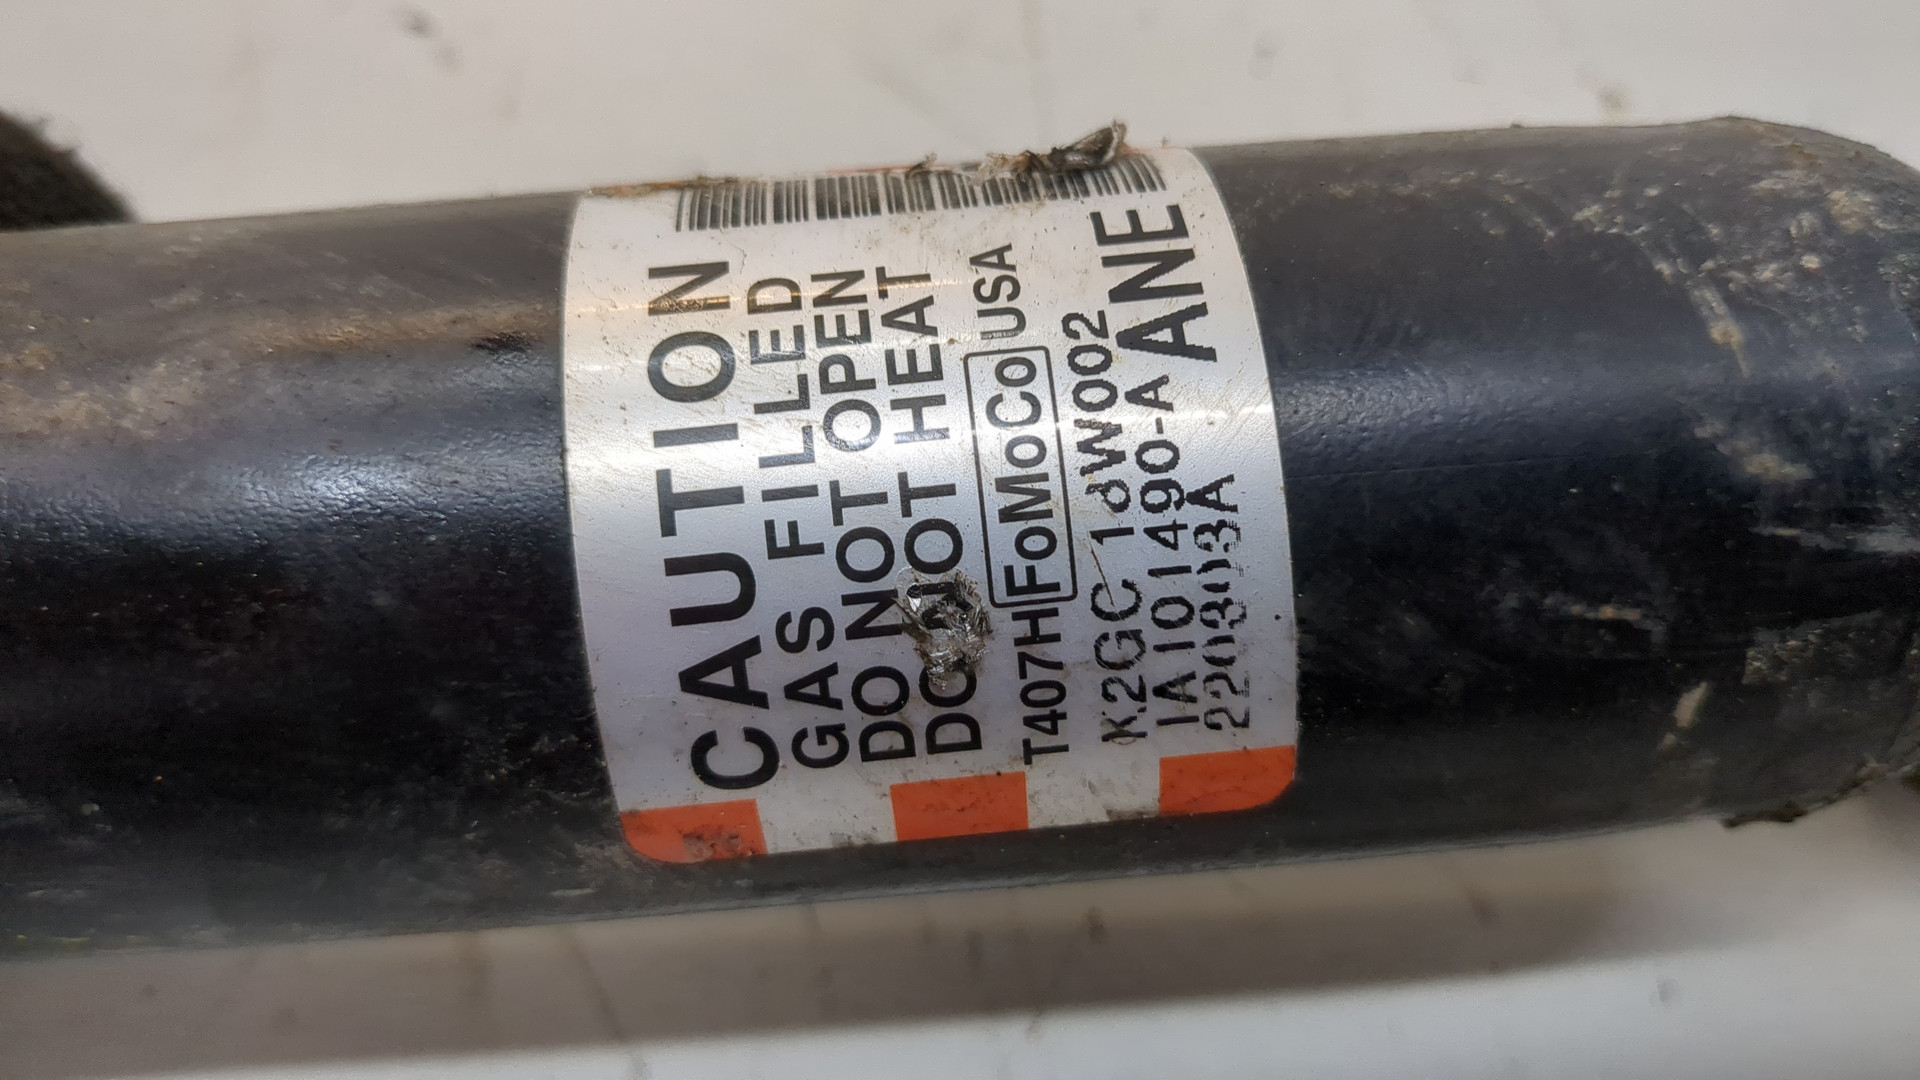 CAUTION
GAS FILLED
DO NOT OPEN
DO NOT HEAT
T407H FoMoCo USA
K2GC 18W002
IA101490-A ANE
220303A